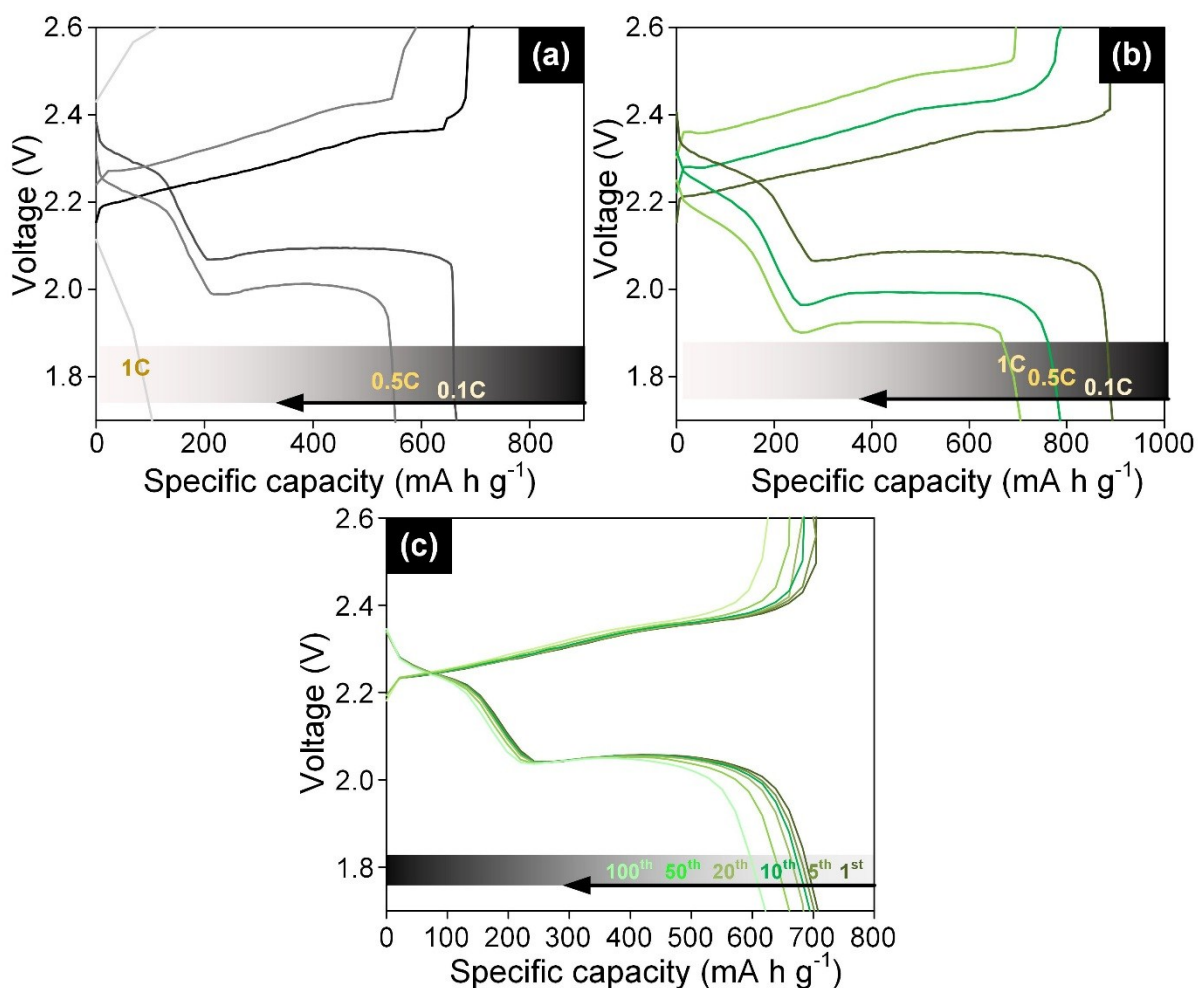 (a)
2.6
2.4
2.2
2.0
1.8
Voltage (V)
1C
0.5C
0.1C
0 200 400 600 800
Specific capacity (mA h g⁻¹)
(b)
2.6
2.4
2.2
2.0
1.8
Voltage (V)
1C
0.5C
0.1C
0 200 400 600 800 1000
Specific capacity (mA h g⁻¹)
(c)
2.6
2.4
2.2
2.0
1.8
Voltage (V)
100th 50th 20th 10th 5th 1st
0 100 200 300 400 500 600 700 800
Specific capacity (mA h g⁻¹)